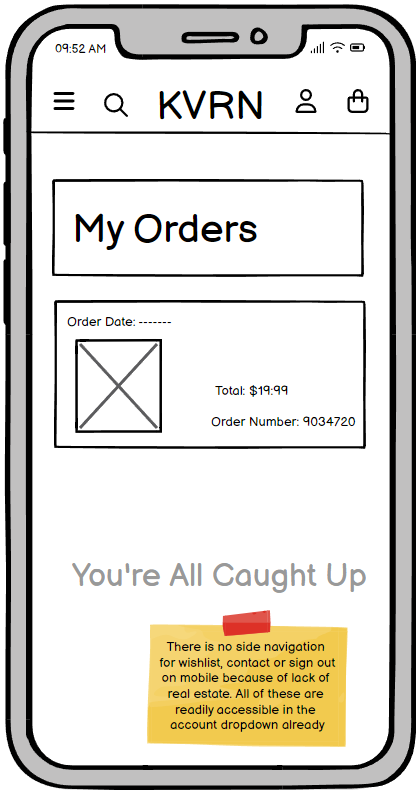 09:52 AM
KVRN
My Orders
Order Date: -------
Total: $19:99
Order Number: 9034720
You're All Caught Up
There is no side navigation
for wishlist, contact or sign out
on mobile because of lack of
real estate. All of these are
readily accessible in the
account dropdown already